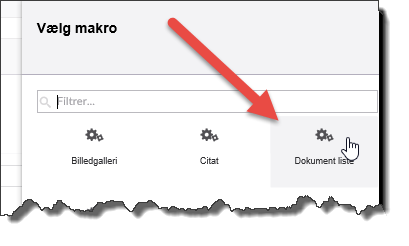 Vælg makro
Filtrer...
Billedgalleri Citat Dokument liste